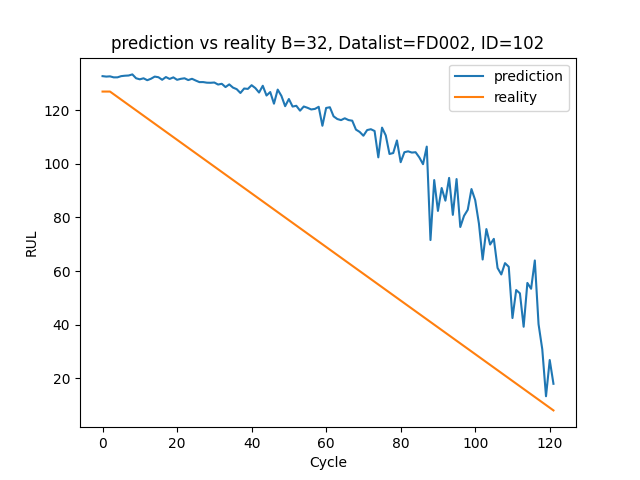 prediction vs reality B=32, Datalist=FD002, ID=102
prediction
reality
RUL
120
100
80
60
40
20
0 20 40 60 80 100 120
Cycle